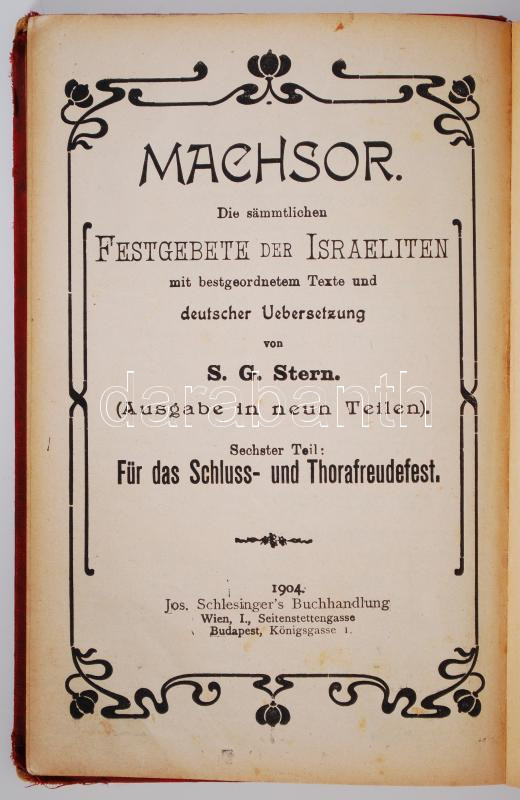 MACHSOR.
Die sämmtlichen
FESTGEBETE DER ISRAELITEN
mit bestgeordnetem Texte und
deutscher Uebersetzung
von
S. G. Stern.
darabanth
(Ausgabe in neun Teilen).
Sechster Teil:
Für das Schluss- und Thorafreudefest.
1904.
Jos. Schlesinger's Buchhandlung
Wien, I., Seitenstettengasse
Budapest, Königsgasse 1.